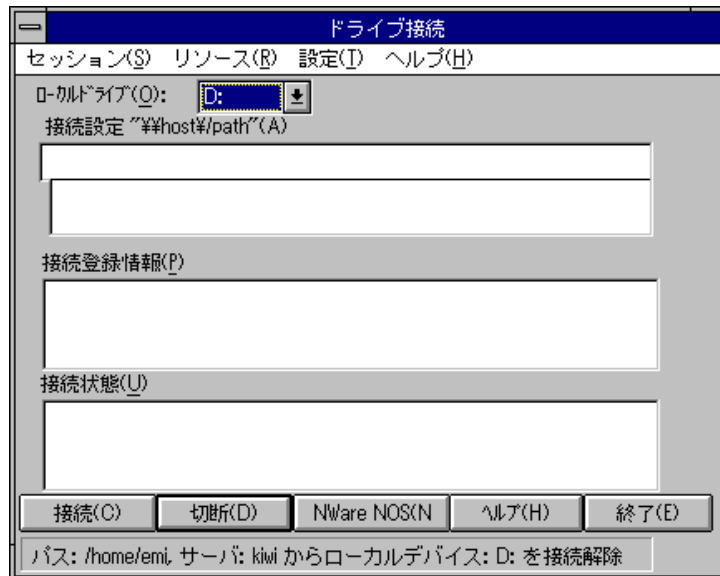 ドライブ接続
セッション(S) リソース(R) 設定(T) ヘルプ(H)
ﾛｰｶﾙﾄﾞﾗｲﾌﾞ(O): D:
接続設定 "¥¥host¥/path"(A)
接続登録情報(P)
接続状態(U)
接続(C) 切断(D) NWare NOS(N ﾍﾙﾌﾟ(H) 終了(E)
パス: /home/emi, サーバ: kiwi からローカルデバイス: D: を接続解除